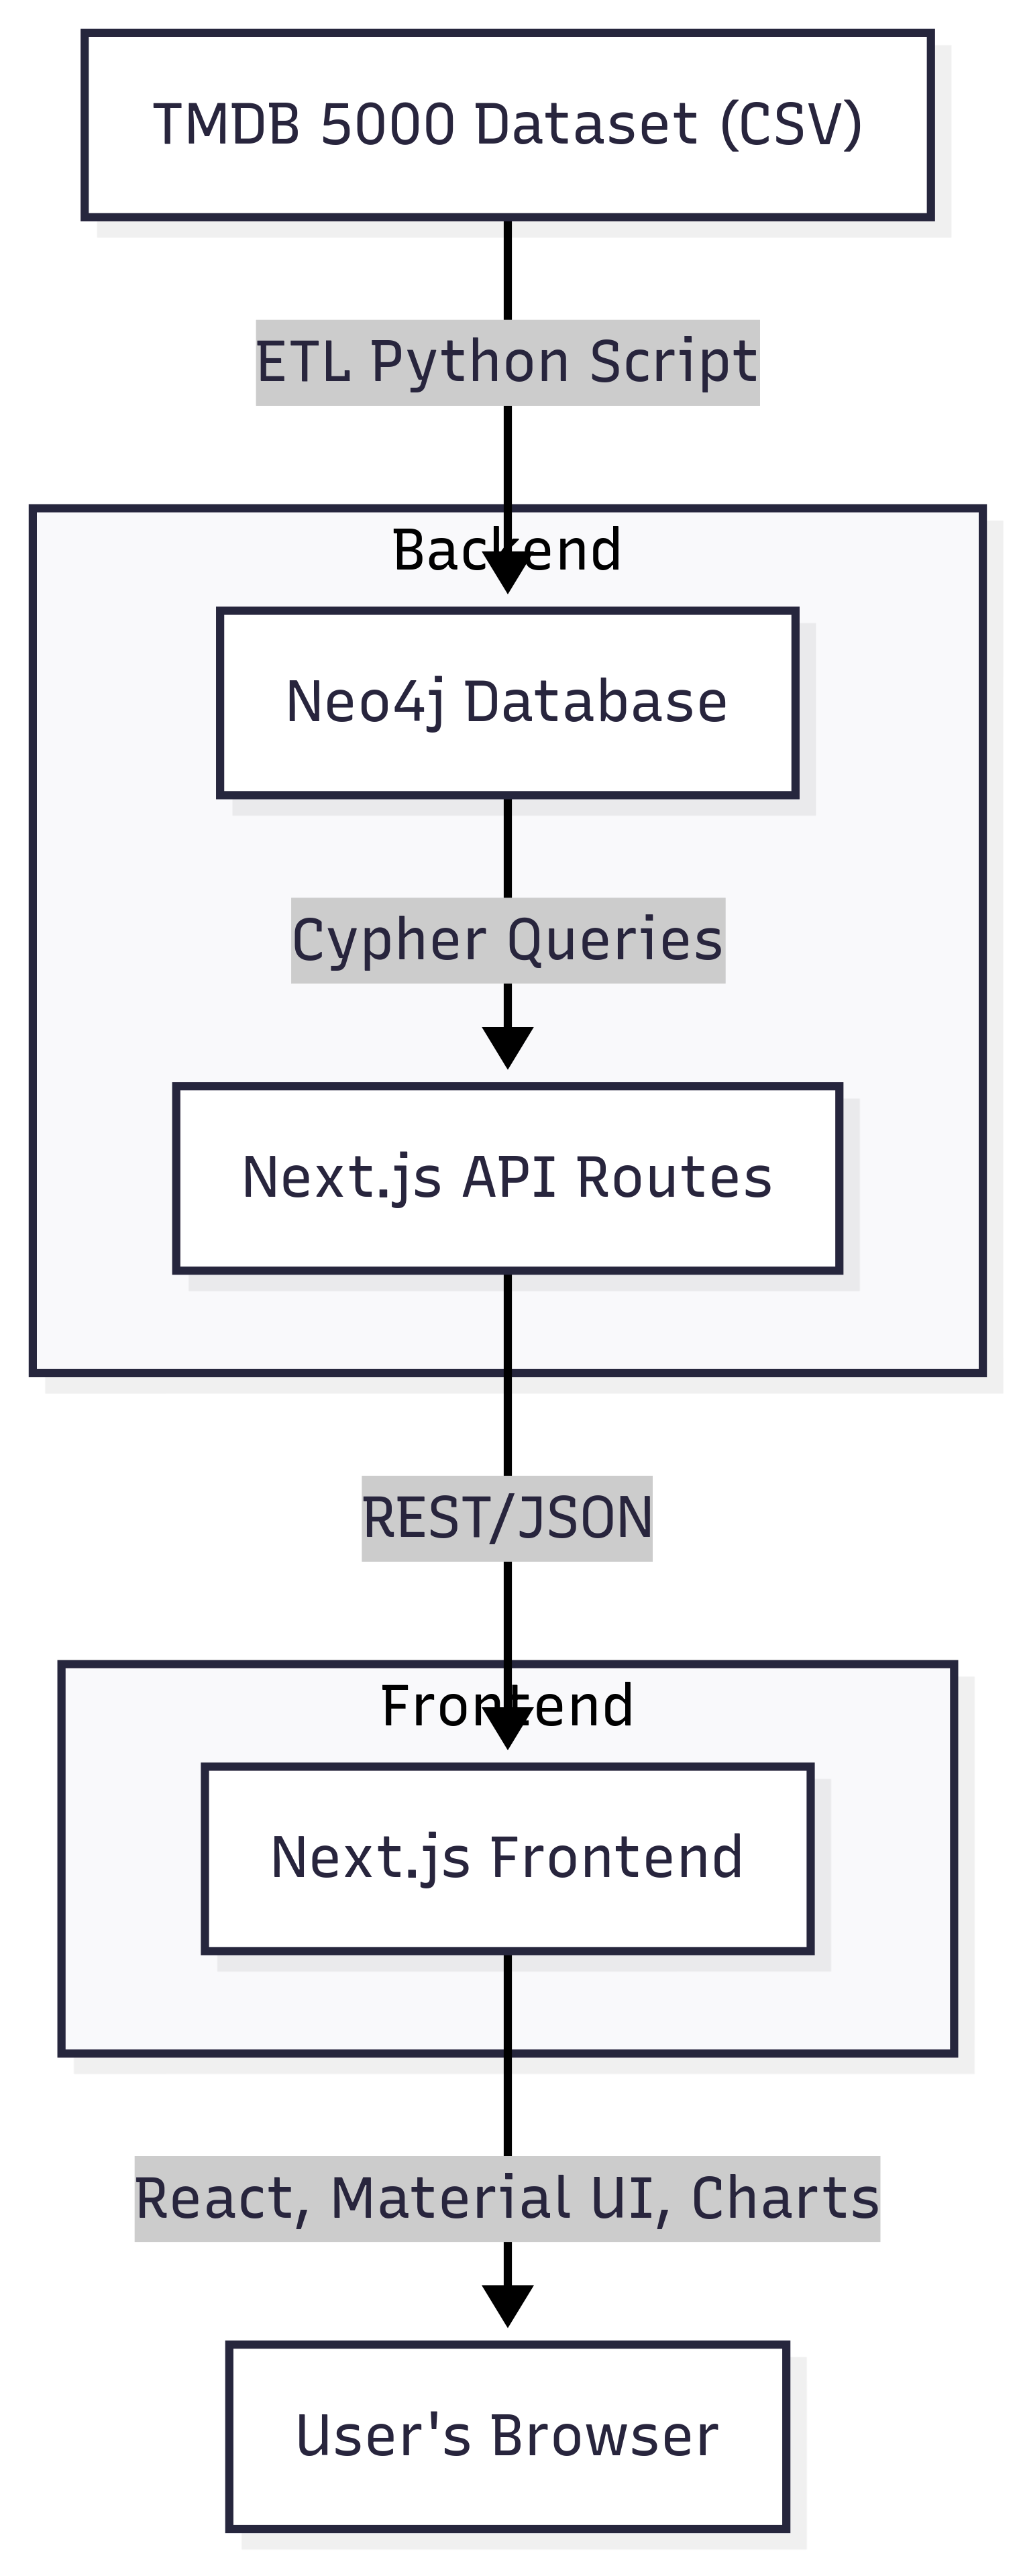 TMDB 5000 Dataset (CSV)
ETL Python Script
Backend
Neo4j Database
Cypher Queries
Next.js API Routes
REST/JSON
Frontend
Next.js Frontend
React, Material UI, Charts
User's Browser